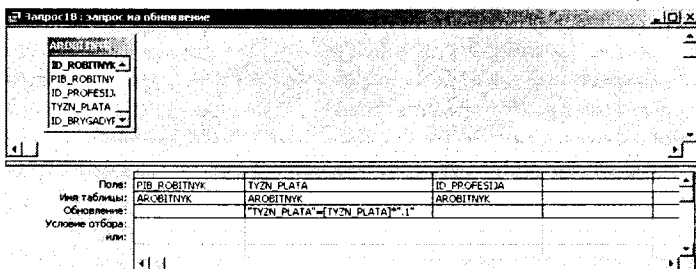 Запрос1В : запрос на обновление
AROBITNYK
ID_ROBITNYK
PIB_ROBITNY
ID_PROFESIJ,
TYZN_PLATA
ID_BRYGADYF
Поле: PIB_ROBITNYK TYZN_PLATA ID_PROFESIJA
Имя таблицы: AROBITNYK AROBITNYK AROBITNYK
Обновление: "TYZN_PLATA"=[TYZN_PLATA]*".1"
Условие отбора:
или: